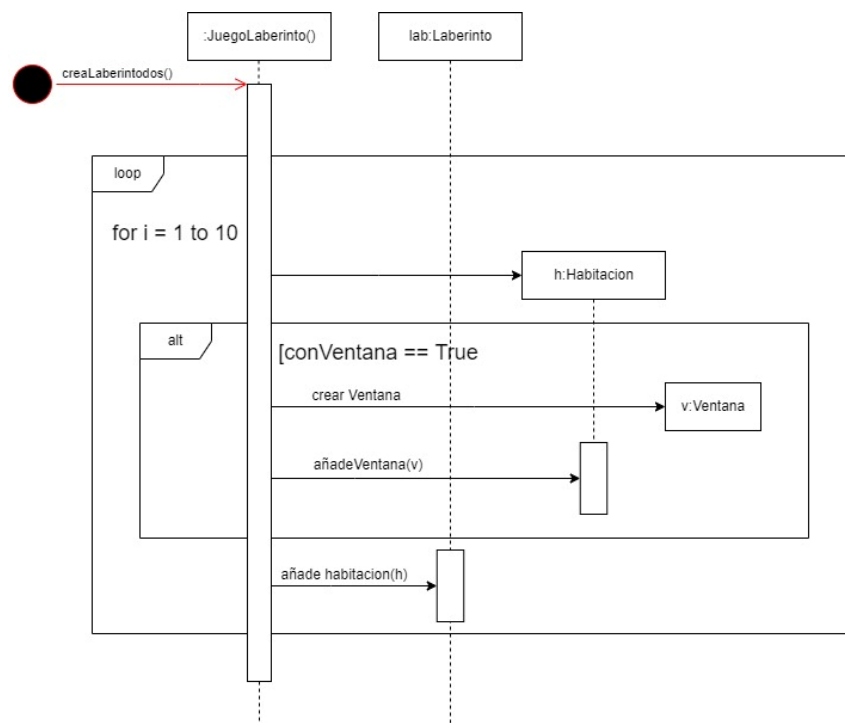 :JuegoLaberinto()
lab:Laberinto
creaLaberintodos()
loop
for i = 1 to 10
h:Habitacion
alt
[conVentana == True
crear Ventana
v:Ventana
añadeVentana(v)
añade habitacion(h)